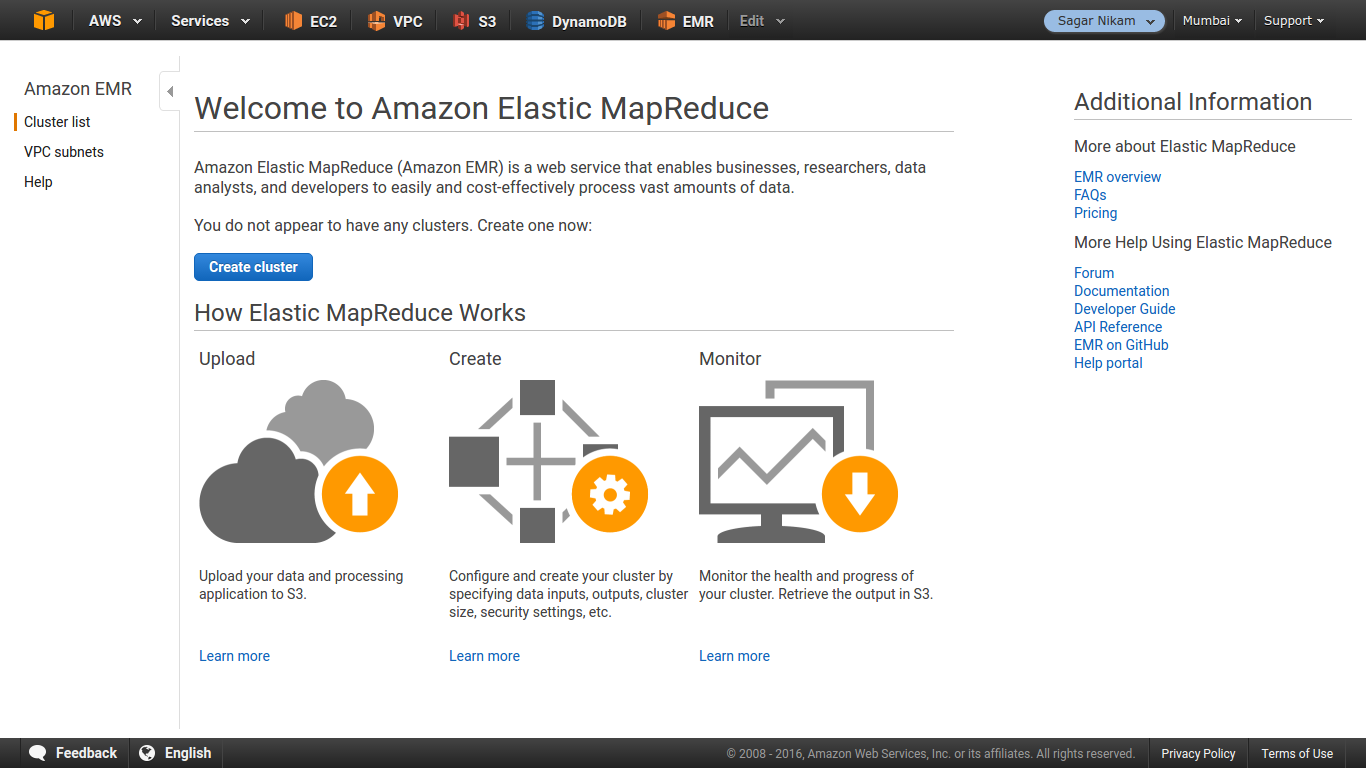 AWS Services EC2 VPC S3 DynamoDB EMR Edit Sagar Nikam Mumbai Support
Amazon EMR
Cluster list
VPC subnets
Help
Welcome to Amazon Elastic MapReduce
Amazon Elastic MapReduce (Amazon EMR) is a web service that enables businesses, researchers, data
analysts, and developers to easily and cost-effectively process vast amounts of data.
You do not appear to have any clusters. Create one now:
Create cluster
How Elastic MapReduce Works
Upload
Upload your data and processing
application to S3.
Learn more
Create
Configure and create your cluster by
specifying data inputs, outputs, cluster
size, security settings, etc.
Learn more
Monitor
Monitor the health and progress of
your cluster. Retrieve the output in S3.
Learn more
Additional Information
More about Elastic MapReduce
EMR overview
FAQs
Pricing
More Help Using Elastic MapReduce
Forum
Documentation
Developer Guide
API Reference
EMR on GitHub
Help portal
Feedback English © 2008 - 2016, Amazon Web Services, Inc. or its affiliates. All rights reserved. Privacy Policy Terms of Use